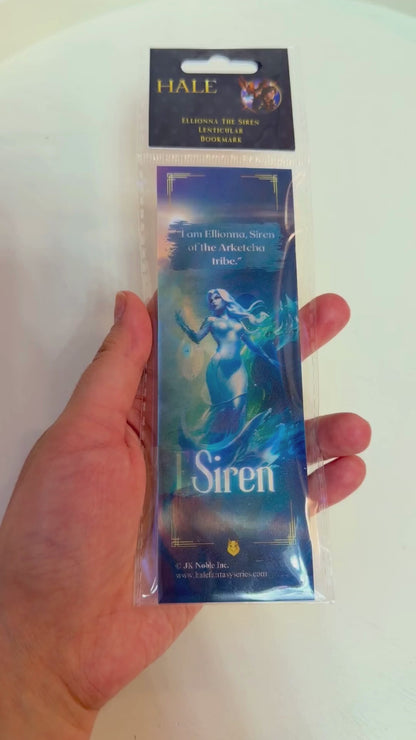 HALE
ELLIONNA THE SIREN
LENTICULAR
BOOKMARK
"I am Ellionna, Siren
of the Arketcha
tribe."
Siren
© JK Noble Inc.
www.halefantasyseries.com